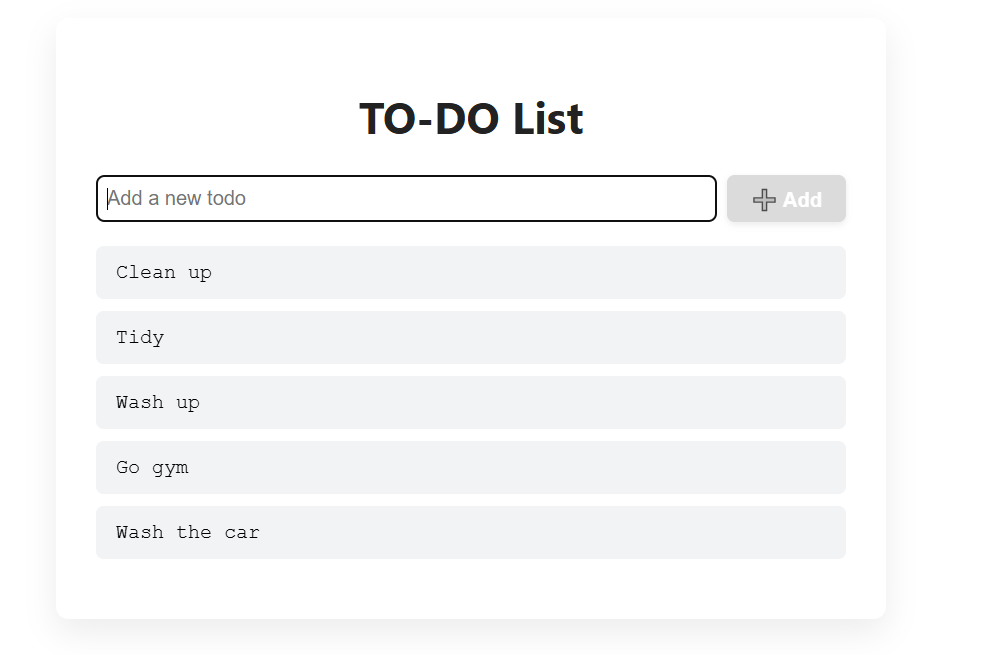 TO-DO List
Add a new todo
➕ Add
Clean up
Tidy
Wash up
Go gym
Wash the car